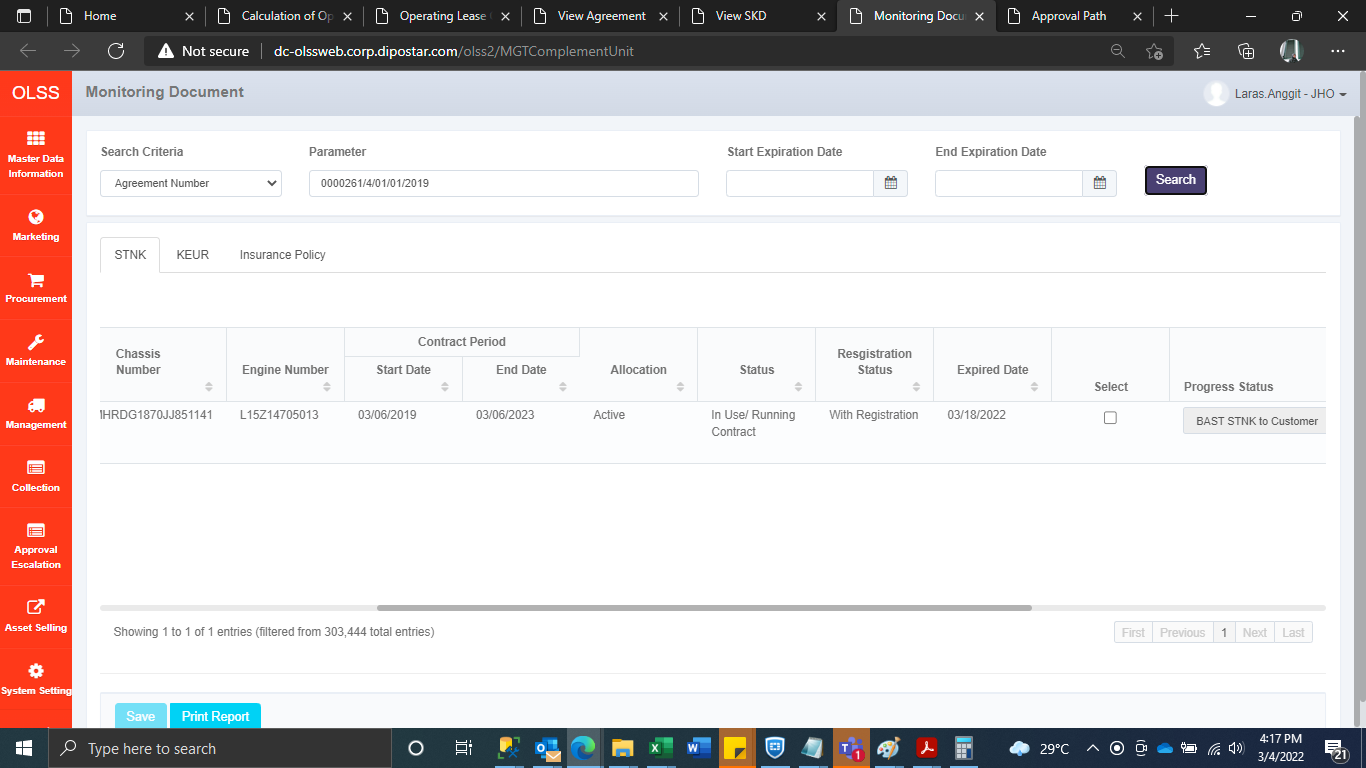 Home
Calculation of Op
Operating Lease
View Agreement
View SKD
Monitoring Docu
Approval Path
Not secure
dc-olssweb.corp.dipostar.com/olss2/MGTComplementUnit
OLSS
Monitoring Document
Laras.Anggit - JHO
Master Data
Information
Marketing
Procurement
Maintenance
Management
Collection
Approval
Escalation
Asset Selling
System Setting
Search Criteria
Parameter
Start Expiration Date
End Expiration Date
Agreement Number
0000261/4/01/01/2019
Search
STNK
KEUR
Insurance Policy
Chassis
Number
Engine Number
Contract Period
Start Date
End Date
Allocation
Status
Resgistration
Status
Expired Date
Select
Progress Status
MHRDG1870JJ851141
L15Z14705013
03/06/2019
03/06/2023
Active
In Use/ Running
Contract
With Registration
03/18/2022
BAST STNK to Customer
Showing 1 to 1 of 1 entries (filtered from 303,444 total entries)
First
Previous
1
Next
Last
Save
Print Report
Type here to search
29°C
4:17 PM
3/4/2022
1
21